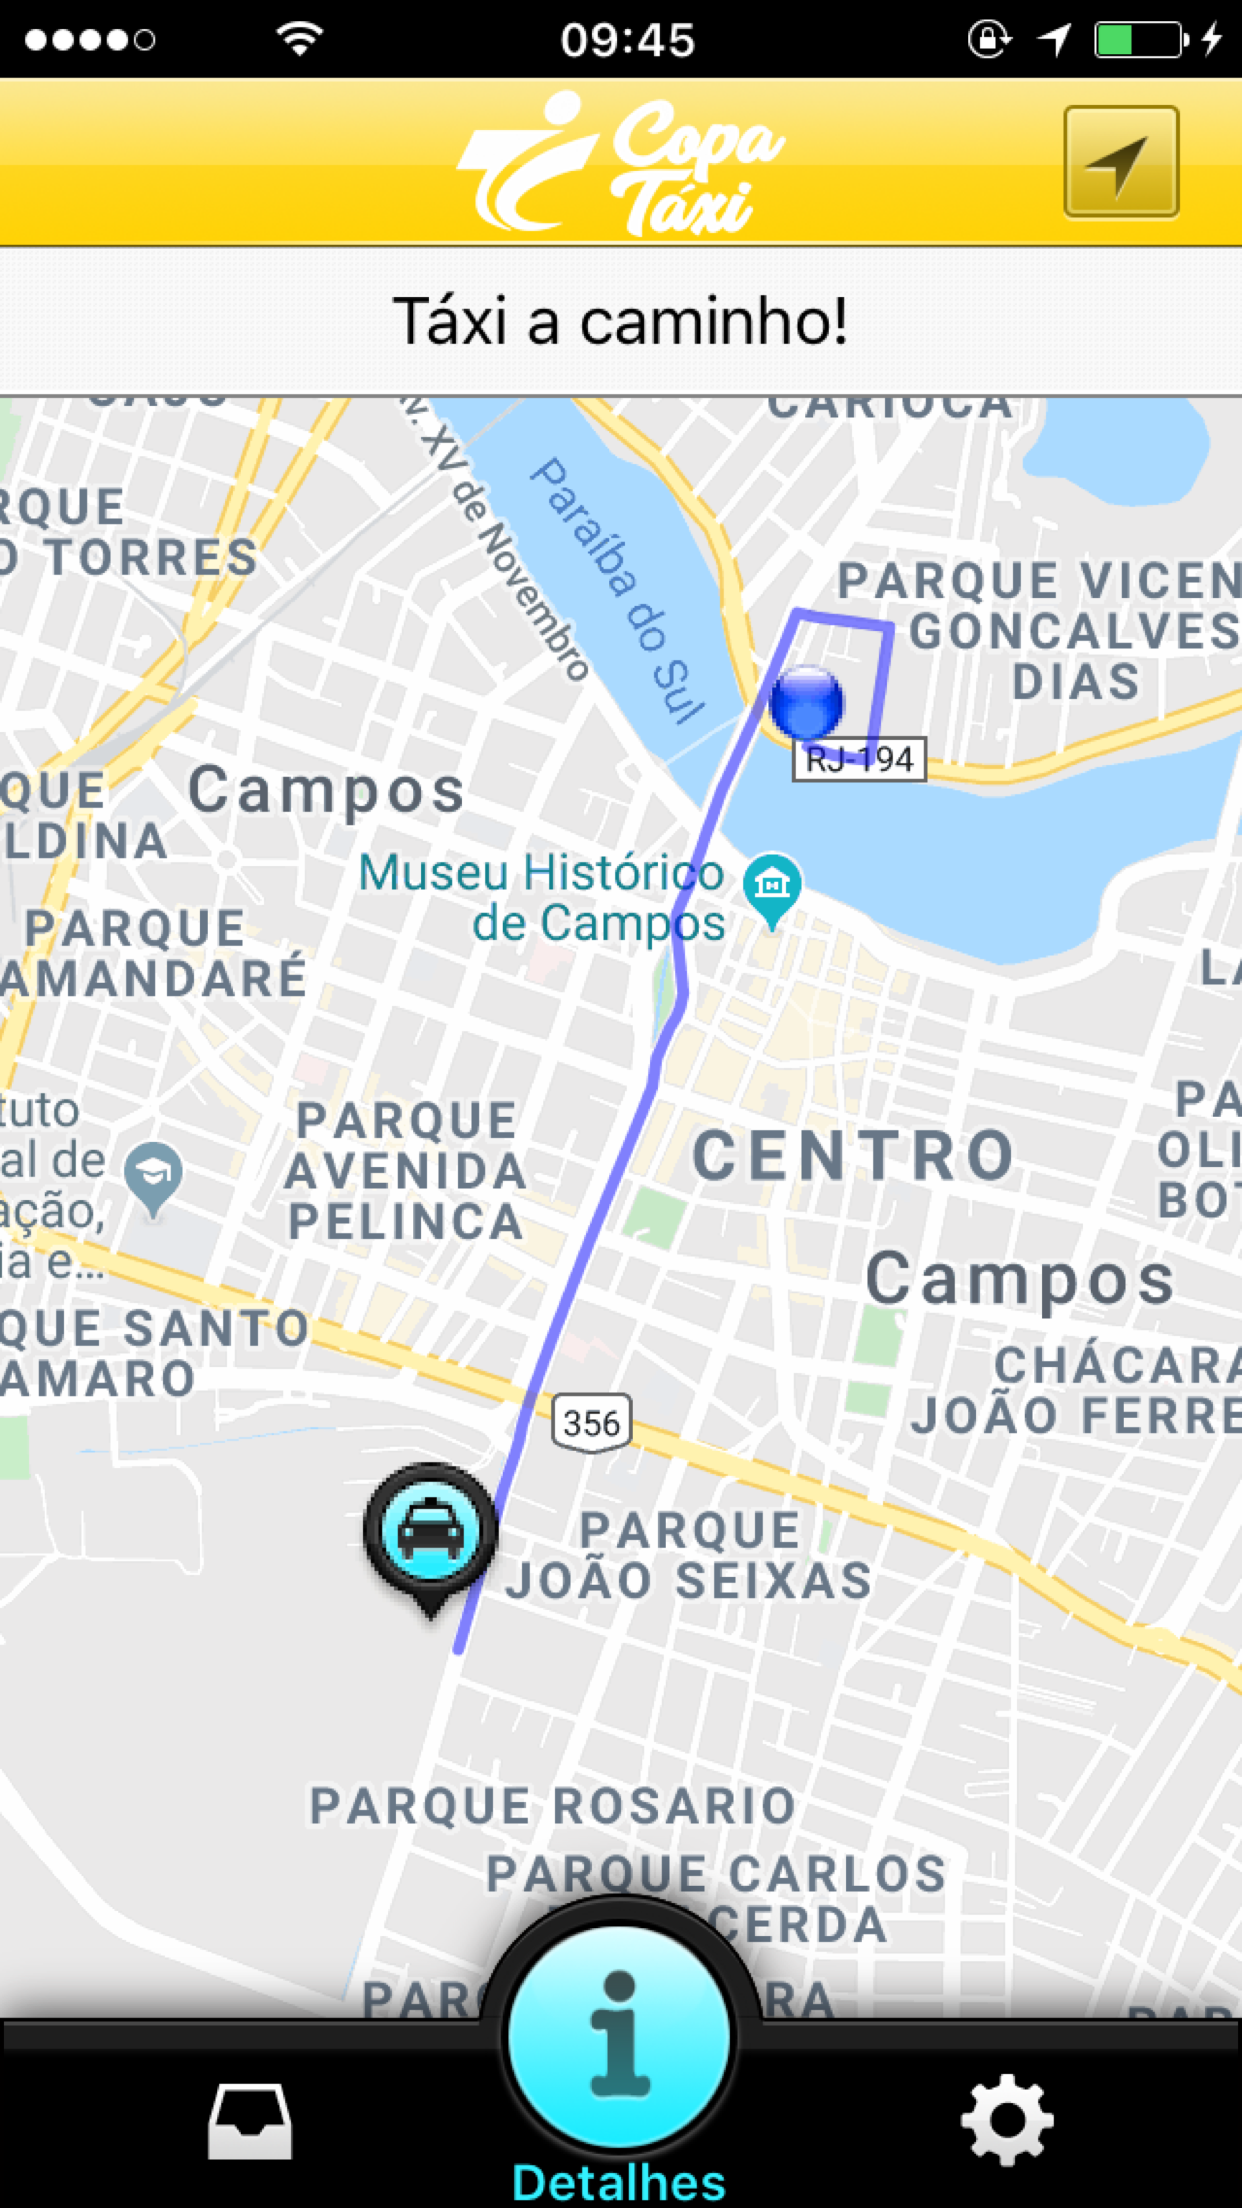 09:45
Copa
Táxi
Táxi a caminho!
CARIOCA
Av. XV de Novembro
Paraíba do Sul
RQUE
O TORRES
PARQUE VICEN
GONCALVES
DIAS
RJ-194
Campos
QUE
LDINA
Museu Histórico
de Campos
PARQUE
AMANDARÉ
LA
tuto
al de
ação,
ia e...
PARQUE
AVENIDA
PELINCA
CENTRO
PA
OLI
BOT
Campos
QUE SANTO
AMARO
CHÁCARA
JOÃO FERRE
356
PARQUE
JOÃO SEIXAS
PARQUE ROSARIO
PARQUE CARLOS
CERDA
PAR
RA
Detalhes